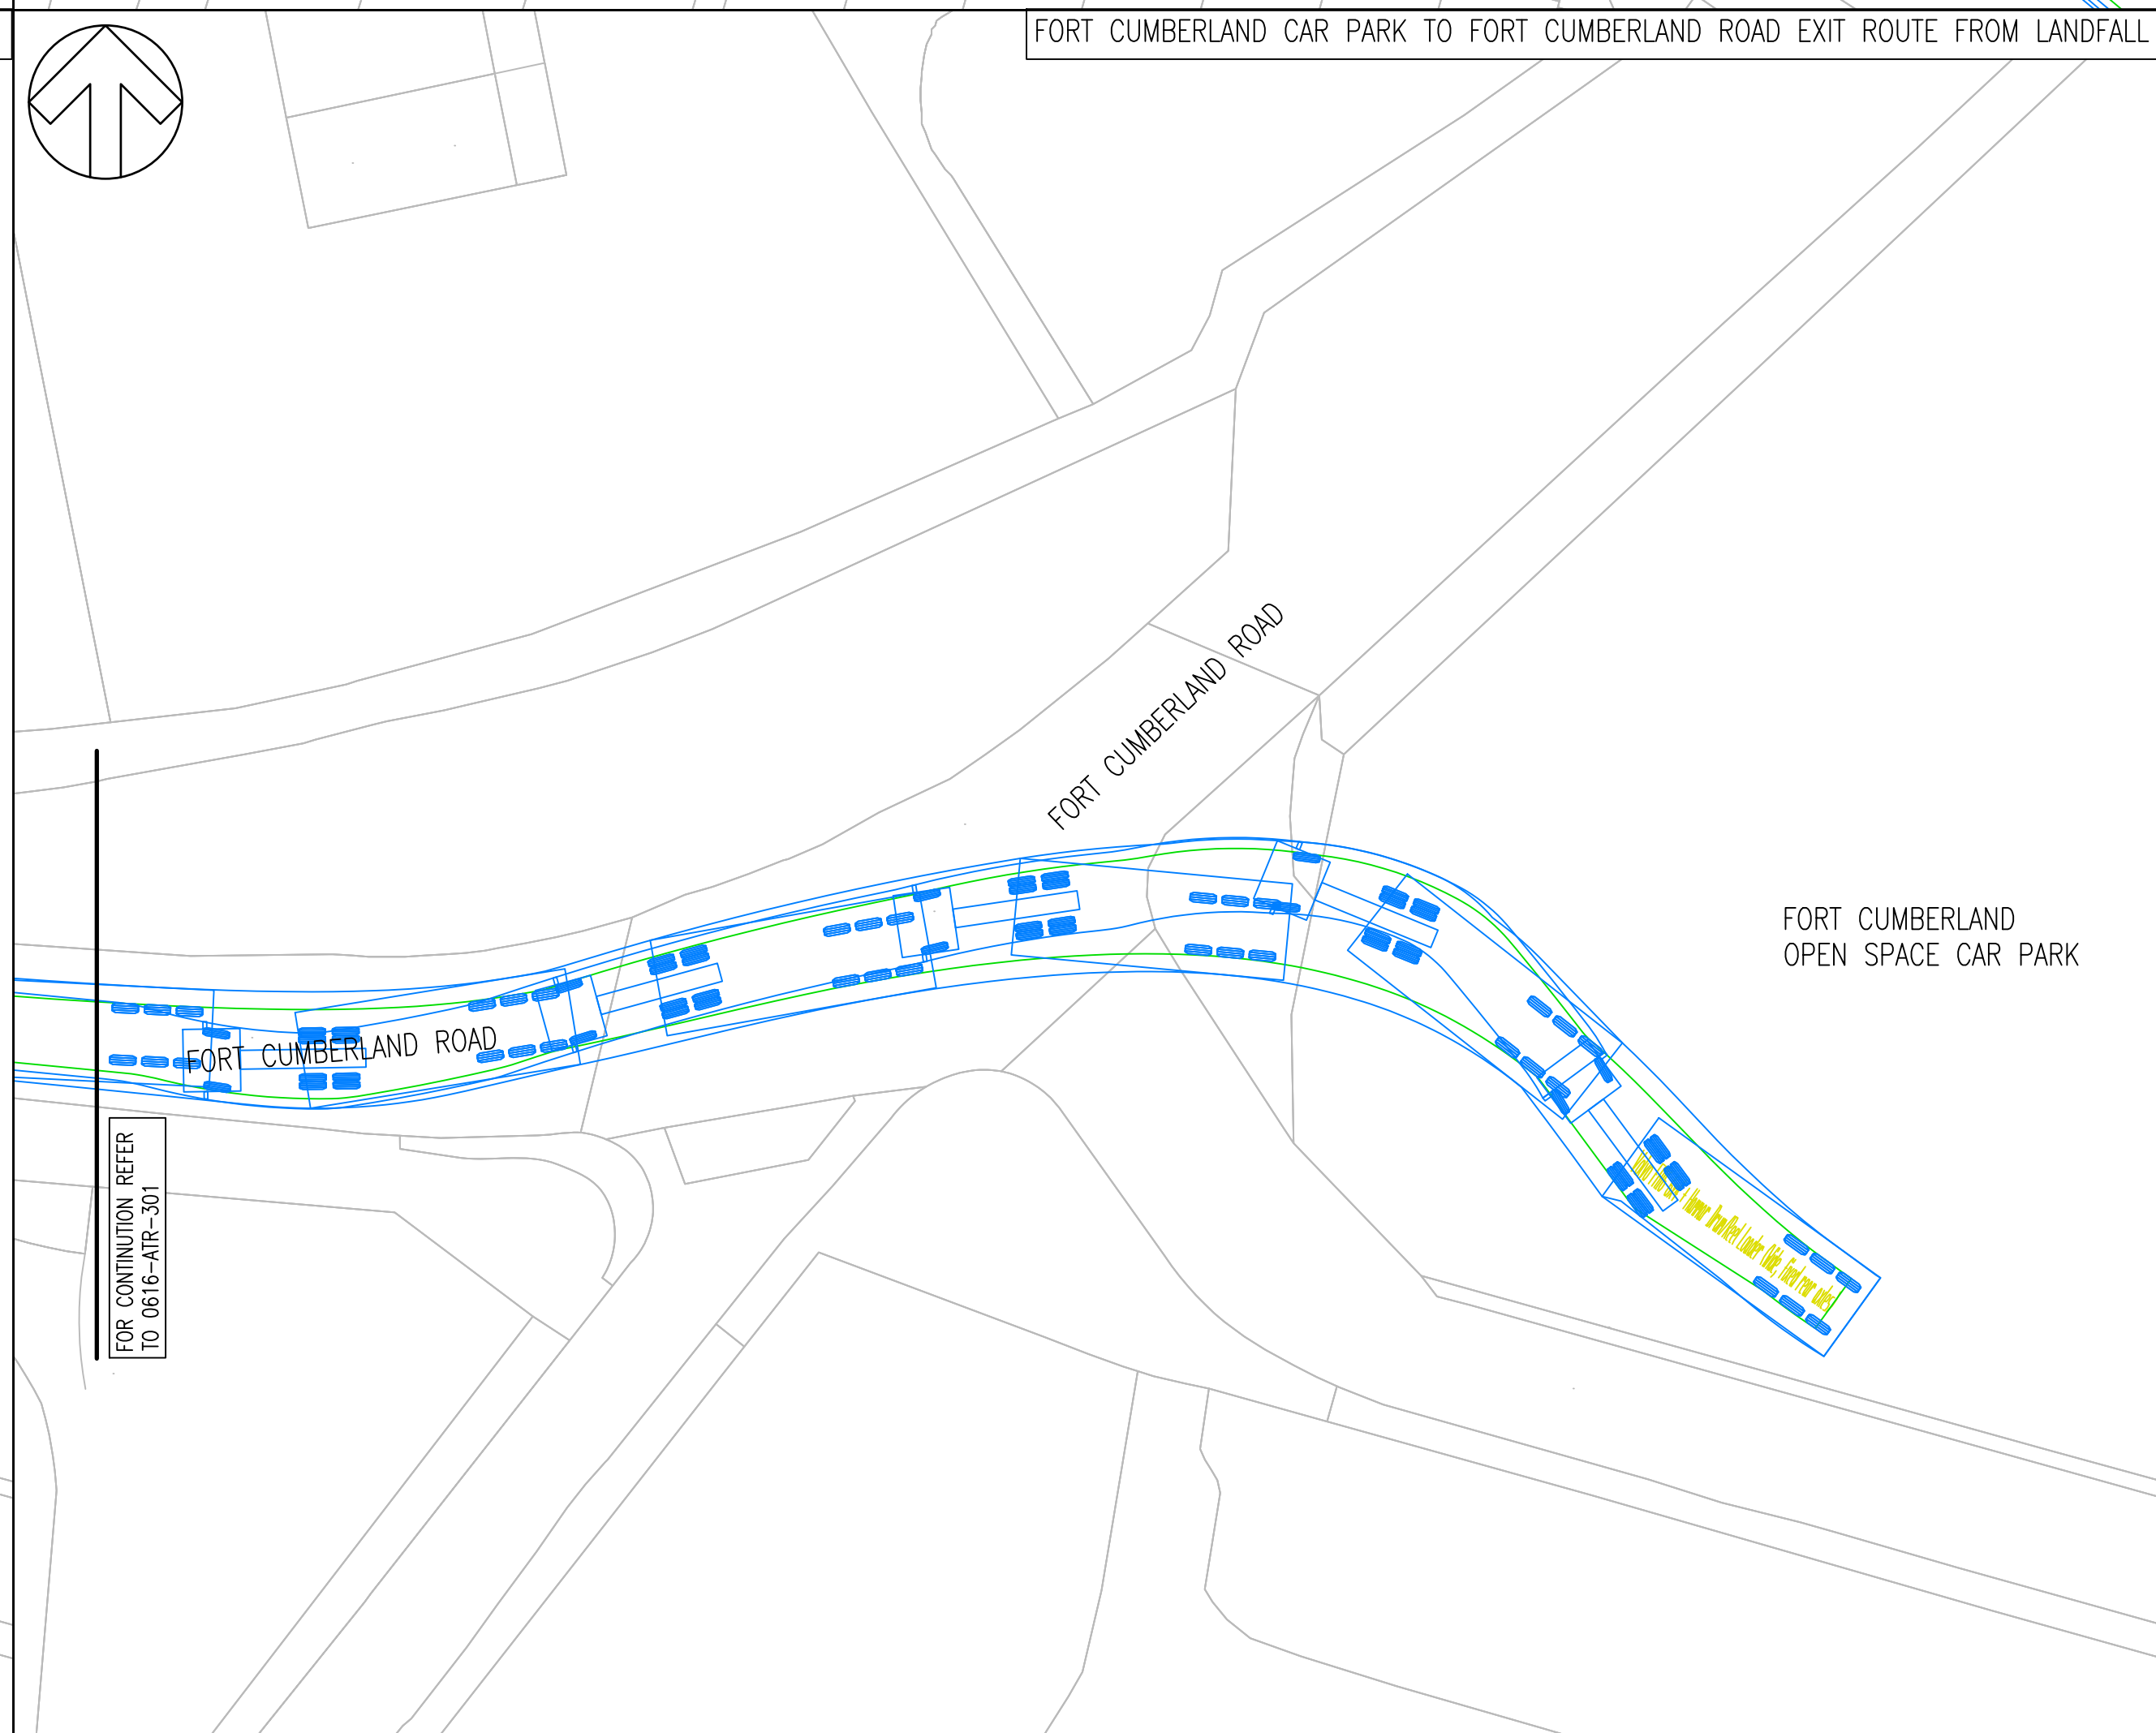 FORT CUMBERLAND CAR PARK TO FORT CUMBERLAND ROAD EXIT ROUTE FROM LANDFALL
FORT CUMBERLAND ROAD
FORT CUMBERLAND
OPEN SPACE CAR PARK
FORT CUMBERLAND ROAD
FOR CONTINUTION REFER
TO 0616-ATR-301